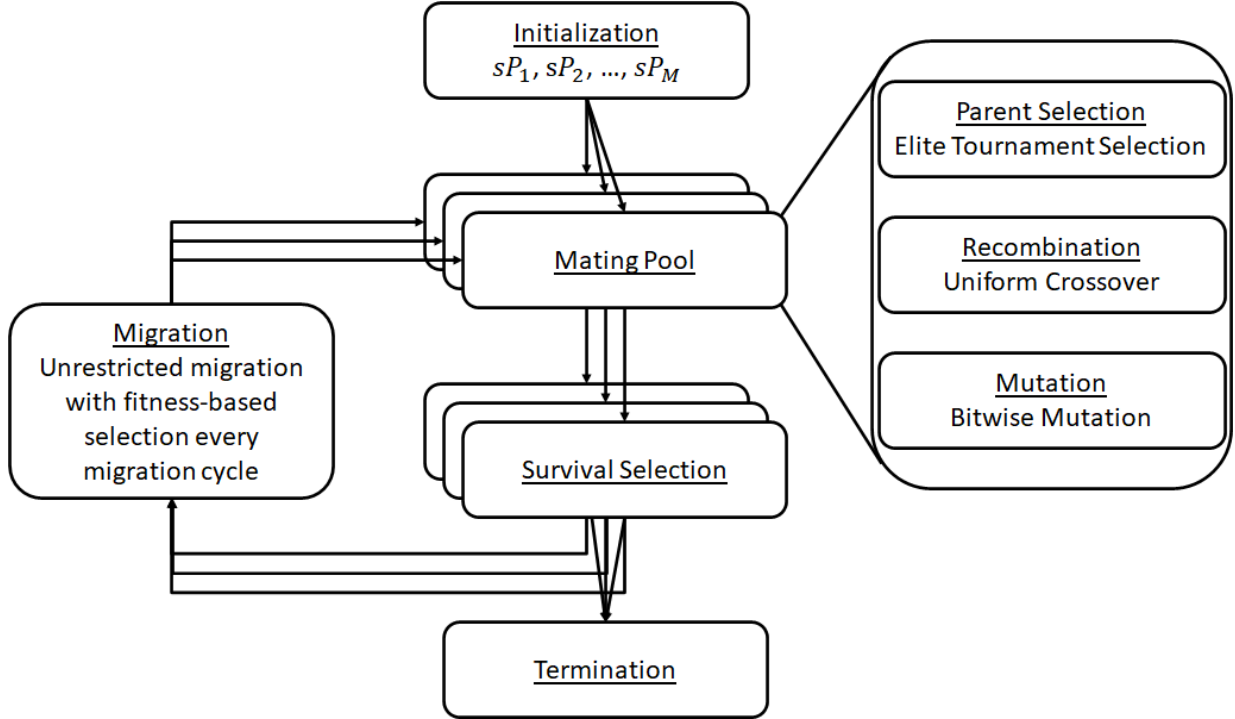 Initialization
sP₁, sP₂, ..., sP_M
Parent Selection
Elite Tournament Selection
Recombination
Uniform Crossover
Mutation
Bitwise Mutation
Mating Pool
Migration
Unrestricted migration
with fitness-based
selection every
migration cycle
Survival Selection
Termination